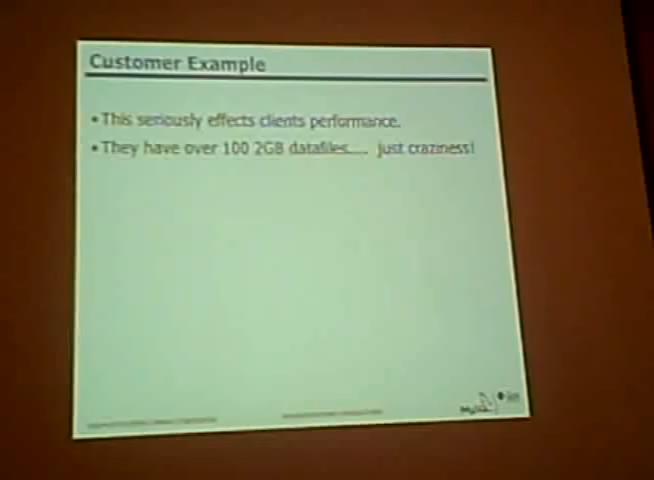 Customer Example
• This seriously effects clients performance.
• They have over 100 2GB datafiles.... just craziness!